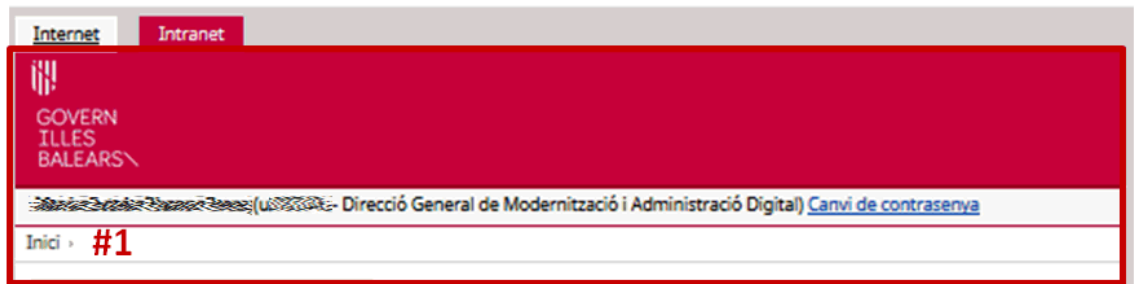 Internet Intranet
GOVERN
ILLES
BALEARS
(u - Direcció General de Modernització i Administració Digital) Canvi de contrasenya
Inici › #1